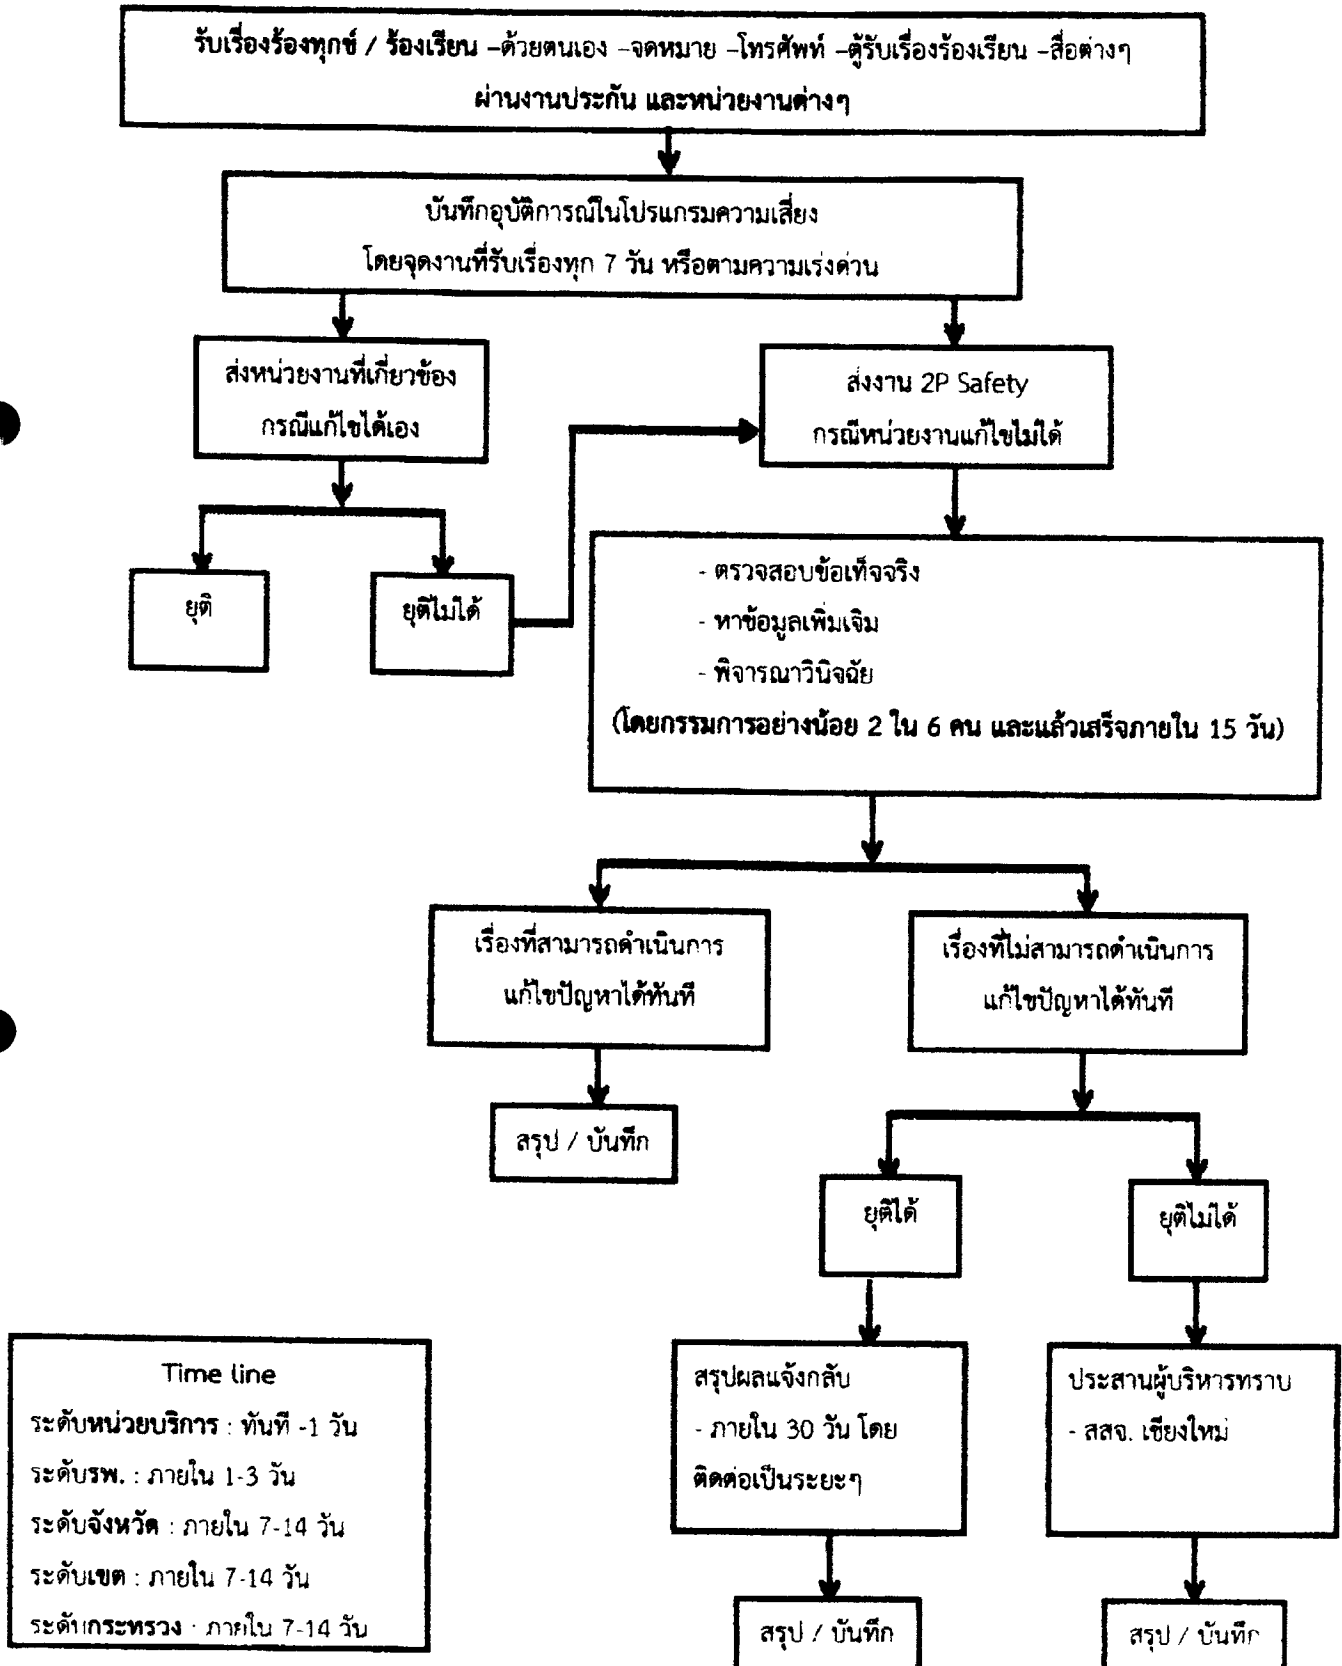 รับเรื่องร้องทุกข์ / ร้องเรียน –ด้วยตนเอง –จดหมาย –โทรศัพท์ –ตู้รับเรื่องร้องเรียน –สื่อต่างๆ
ผ่านงานประกัน และหน่วยงานต่างๆ
บันทึกอุบัติการณ์ในโปรแกรมความเสี่ยง
โดยจุดงานที่รับเรื่องทุก 7 วัน หรือตามความเร่งด่วน
ส่งหน่วยงานที่เกี่ยวข้อง
กรณีแก้ไขได้เอง
ส่งงาน 2P Safety
กรณีหน่วยงานแก้ไขไม่ได้
ยุติ
ยุติไม่ได้
- ตรวจสอบข้อเท็จจริง
- หาข้อมูลเพิ่มเจิม
- พิจารณาวินิจฉัย
(โดยกรรมการอย่างน้อย 2 ใน 6 คน และแล้วเสร็จภายใน 15 วัน)
เรื่องที่สามารถดำเนินการ
แก้ไขปัญหาได้ทันที
เรื่องที่ไม่สามารถดำเนินการ
แก้ไขปัญหาได้ทันที
สรุป / บันทึก
ยุติได้
ยุติไม่ได้
สรุปผลแจ้งกลับ
- ภายใน 30 วัน โดย
ติดต่อเป็นระยะๆ
ประสานผู้บริหารทราบ
- สสจ. เชียงใหม่
สรุป / บันทึก
สรุป / บันทึก
Time line
ระดับหน่วยบริการ : ทันที -1 วัน
ระดับรพ. : ภายใน 1-3 วัน
ระดับจังหวัด : ภายใน 7-14 วัน
ระดับเขต : ภายใน 7-14 วัน
ระดับกระทรวง : ภายใน 7-14 วัน